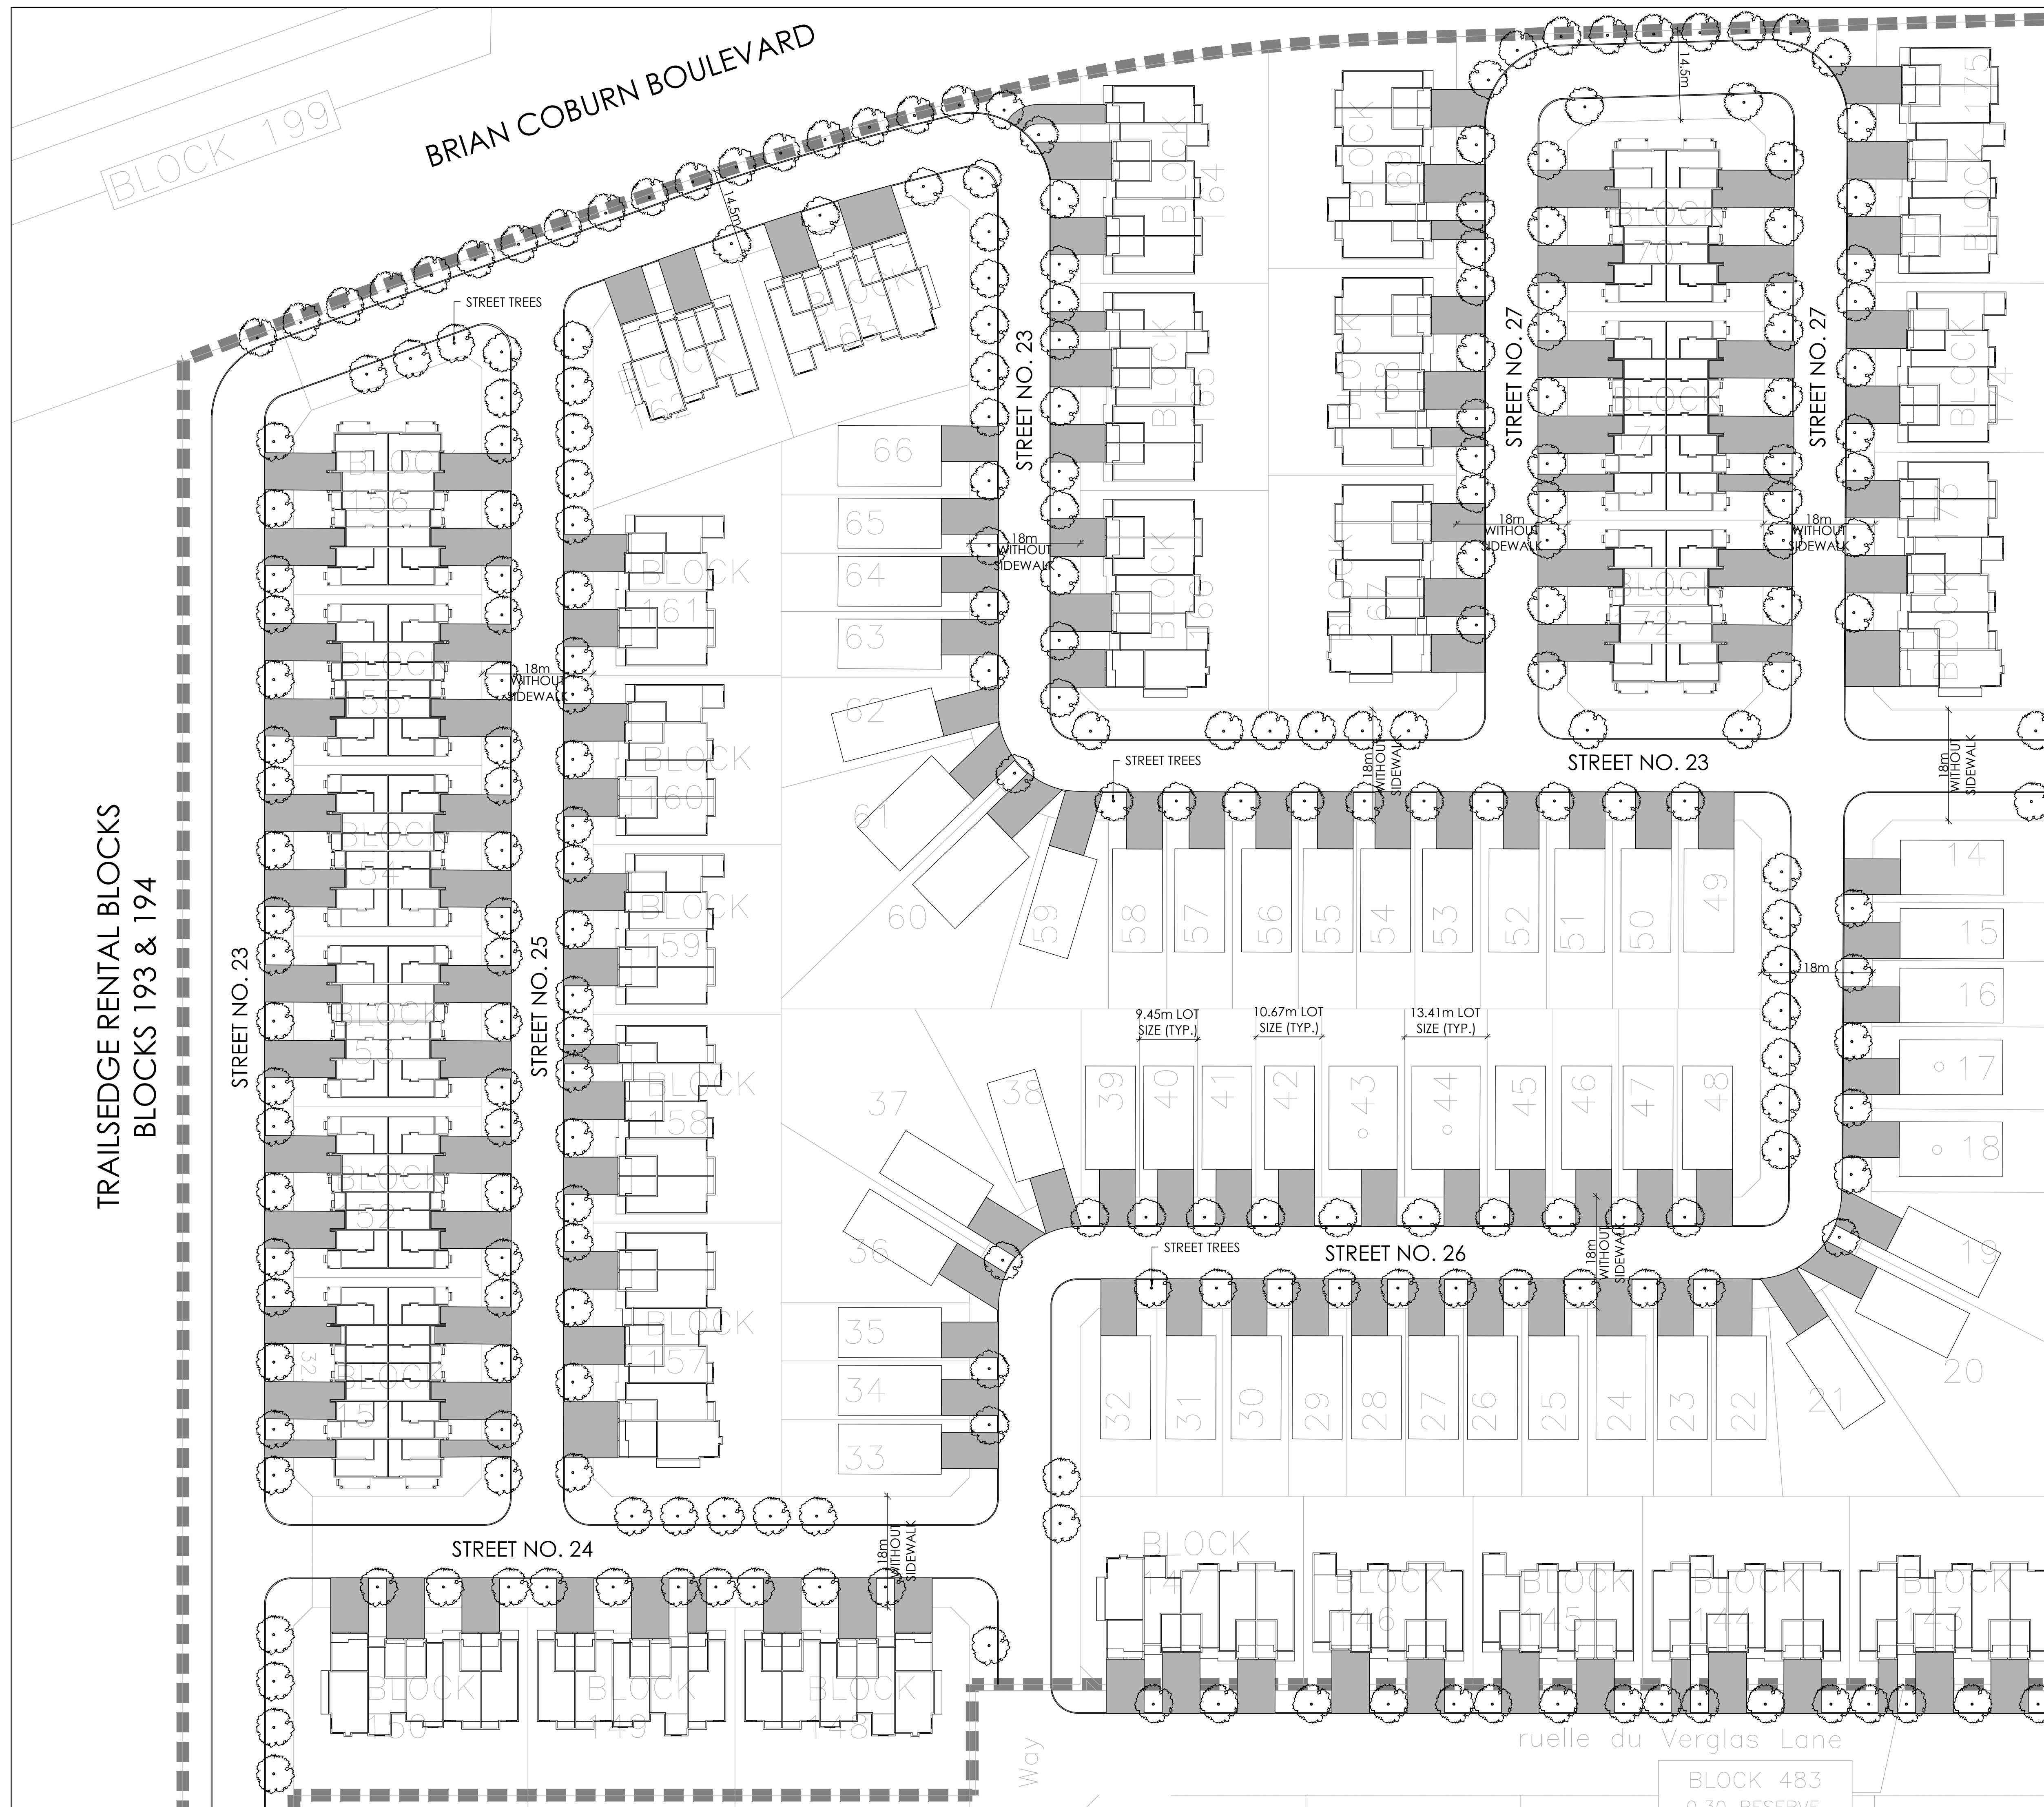 BLOCK 199
BRIAN COBURN BOULEVARD
14.5m
14.5m
STREET TREES
BLOCK
164
BLOCK
169
BLOCK
175
BLOCK
170
BLOCK
163
BLOCK
162
STREET NO. 23
BLOCK
165
BLOCK
168
STREET NO. 27
BLOCK
171
STREET NO. 27
BLOCK
174
BLOCK
156
66
65
64
63
62
61
60
59
18m
WITHOUT
SIDEWALK
BLOCK
166
BLOCK
167
18m
WITHOUT
SIDEWALK
BLOCK
172
18m
WITHOUT
SIDEWALK
BLOCK
173
BLOCK
161
BLOCK
155
18m
WITHOUT
SIDEWALK
BLOCK
160
STREET TREES
18m
WITHOUT
SIDEWALK
STREET NO. 23
18m
WITHOUT
SIDEWALK
TRAILSEDGE RENTAL BLOCKS
BLOCKS 193 & 194
STREET NO. 23
BLOCK
154
STREET NO. 25
BLOCK
159
58
57
56
55
54
53
52
51
50
49
14
15
16
17
18
18m
9.45m LOT
SIZE (TYP.)
10.67m LOT
SIZE (TYP.)
13.41m LOT
SIZE (TYP.)
BLOCK
153
BLOCK
158
37
38
39
40
41
42
43
44
45
46
47
48
BLOCK
152
36
STREET TREES
STREET NO. 26
18m
WITHOUT
SIDEWALK
19
20
21
BLOCK
157
32
BLOCK
151
35
34
33
32
31
30
29
28
27
26
25
24
23
22
STREET NO. 24
18m
WITHOUT
SIDEWALK
BLOCK
147
BLOCK
146
BLOCK
145
BLOCK
144
BLOCK
143
BLOCK
150
BLOCK
149
BLOCK
148
Way
ruelle du Verglas Lane
BLOCK 483
0.30 RESERVE